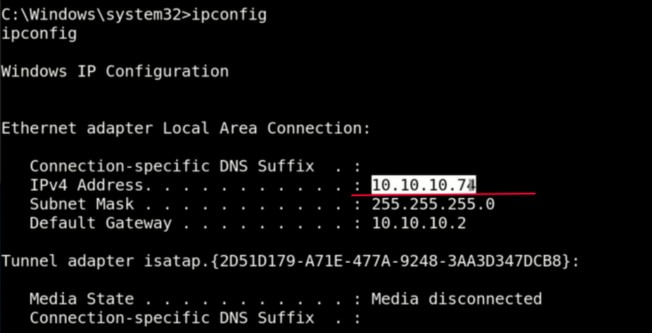 C:\Windows\system32>ipconfig
ipconfig
Windows IP Configuration
Ethernet adapter Local Area Connection:
Connection-specific DNS Suffix . :
IPv4 Address. . . . . . . . . . . : 10.10.10.74
Subnet Mask . . . . . . . . . . . : 255.255.255.0
Default Gateway . . . . . . . . . : 10.10.10.2
Tunnel adapter isatap.{2D51D179-A71E-477A-9248-3AA3D347DCB8}:
Media State . . . . . . . . . . . : Media disconnected
Connection-specific DNS Suffix . :